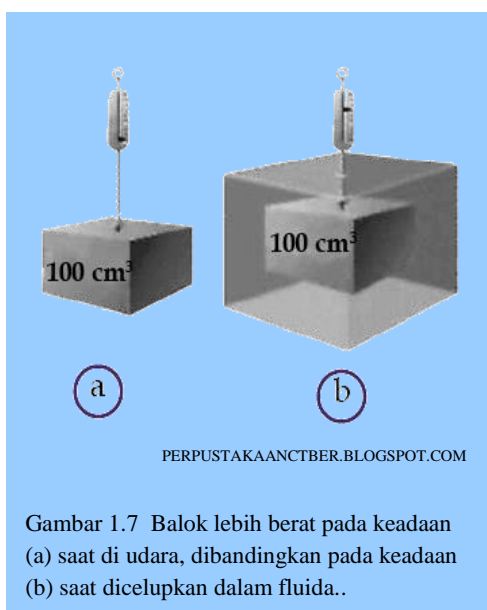 100 cm³
100 cm³
a
b
PERPUSTAKAANCTBER.BLOGSPOT.COM
Gambar 1.7  Balok lebih berat pada keadaan
(a) saat di udara, dibandingkan pada keadaan
(b) saat dicelupkan dalam fluida..